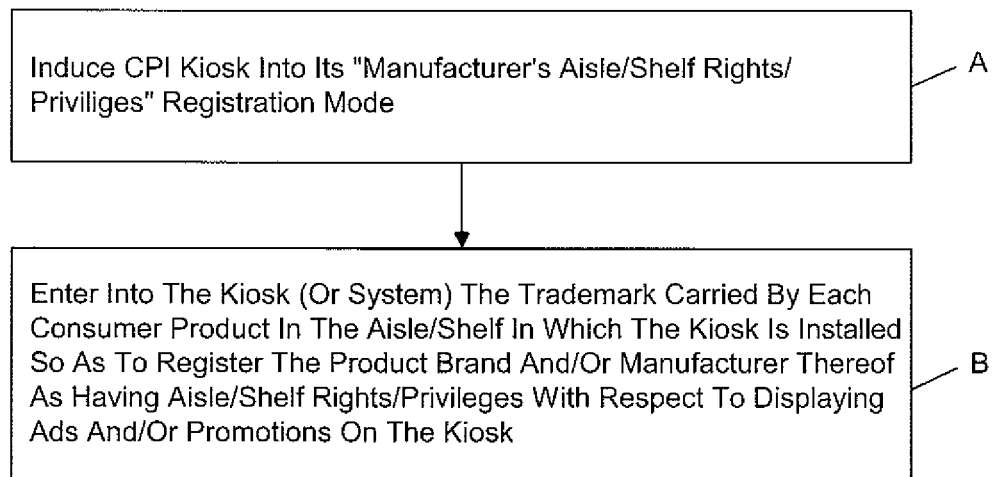 Induce CPI Kiosk Into Its "Manufacturer's Aisle/Shelf Rights/
Priviliges" Registration Mode
A
Enter Into The Kiosk (Or System) The Trademark Carried By Each
Consumer Product In The Aisle/Shelf In Which The Kiosk Is Installed
So As To Register The Product Brand And/Or Manufacturer Thereof
As Having Aisle/Shelf Rights/Privileges With Respect To Displaying
Ads And/Or Promotions On The Kiosk
B